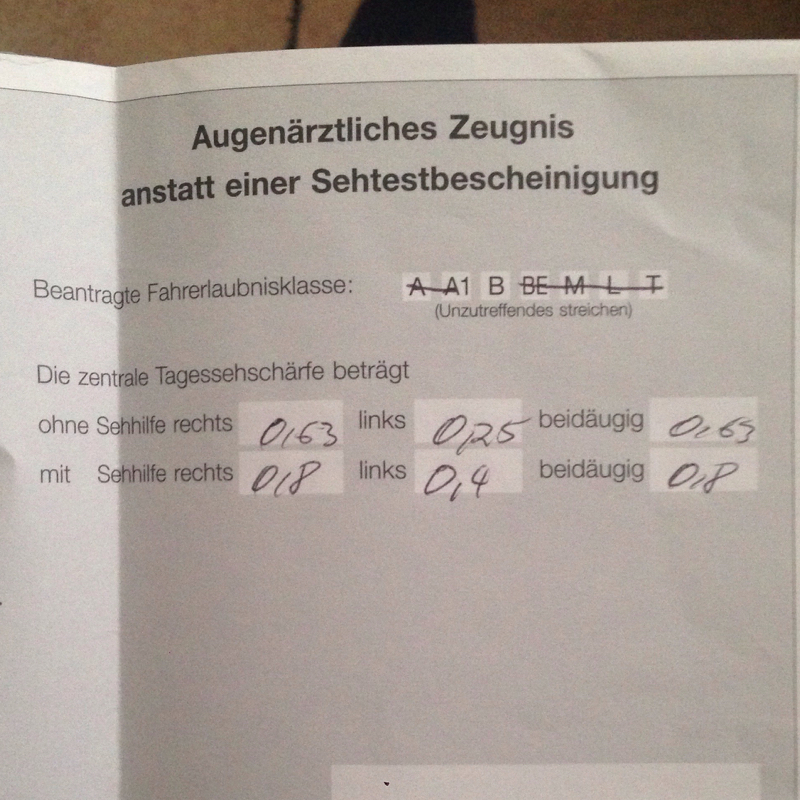 Augenärztliches Zeugnis
anstatt einer Sehtestbescheinigung
Beantragte Fahrerlaubnisklasse: A A1 B BE M L T
(Unzutreffendes streichen)
Die zentrale Tagessehschärfe beträgt
ohne Sehhilfe rechts 0,63 links 0,25 beidäugig 0,63
mit Sehhilfe rechts 0,8 links 0,4 beidäugig 0,8